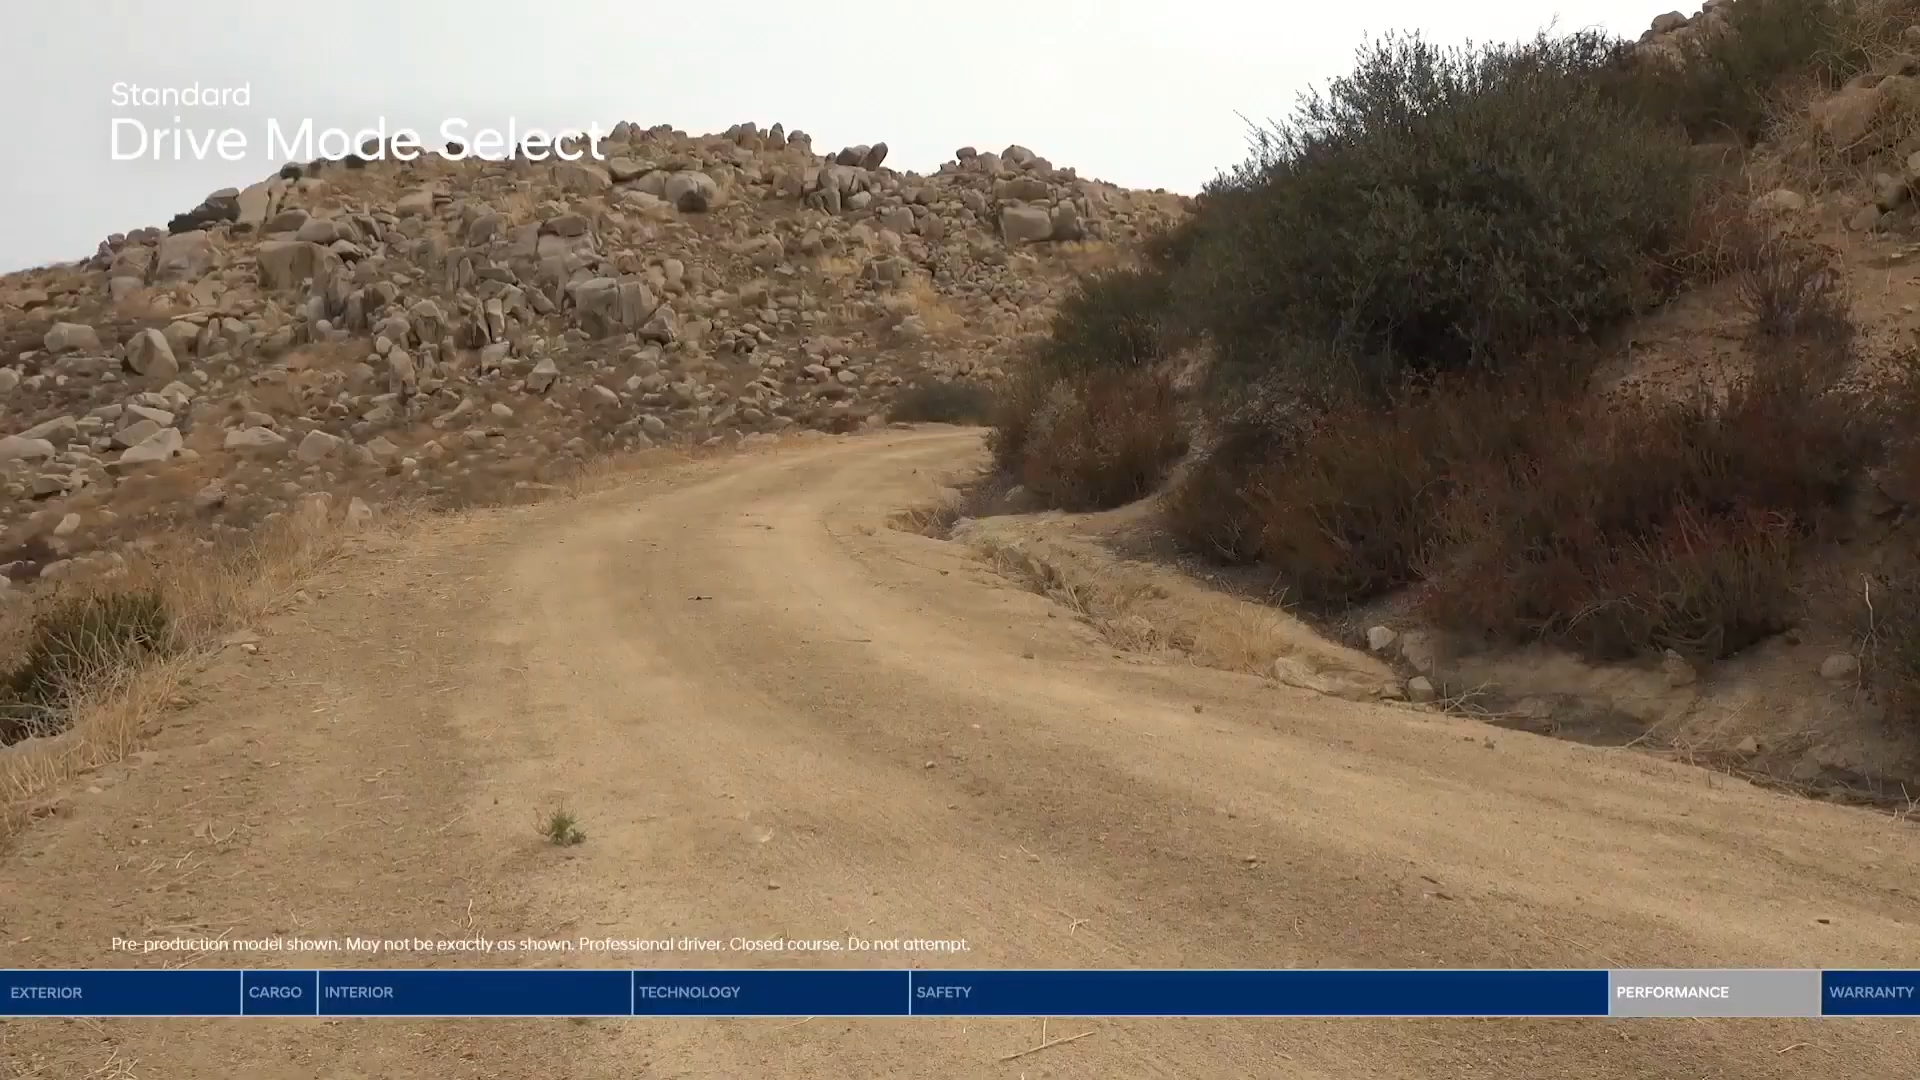 Standard
Drive Mode Select
Pre-production model shown. May not be exactly as shown. Professional driver. Closed course. Do not attempt.
EXTERIOR CARGO INTERIOR TECHNOLOGY SAFETY PERFORMANCE WARRANTY